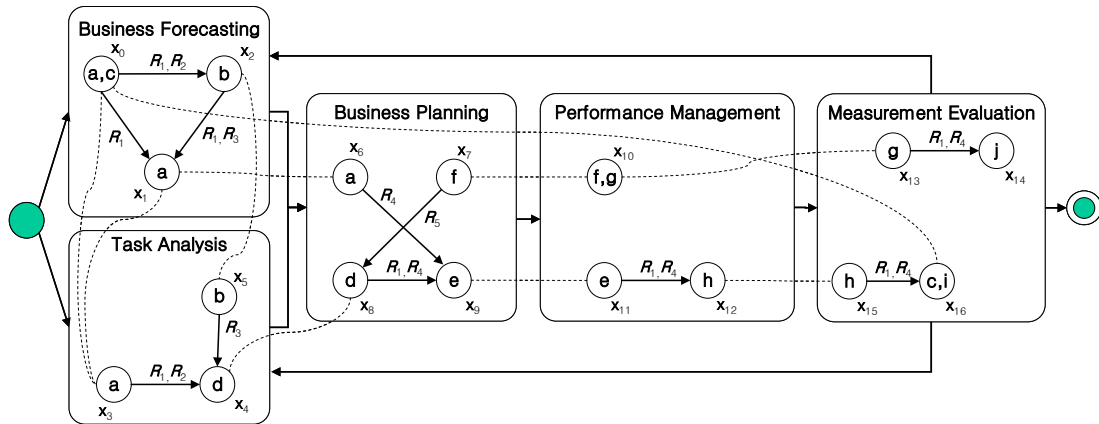 Business Forecasting
x0
x2
a,c
R1,R2
b
R1
R1,R3
a
x1
Task Analysis
x5
b
R3
a
R1,R2
d
x3
x4
Business Planning
x6
x7
a
f
R4
R5
d
R1,R4
e
x8
x9
Performance Management
x10
f,g
e
R1,R4
h
x11
x12
Measurement Evaluation
g
R1,R4
j
x13
x14
h
R1,R4
c,i
x15
x16